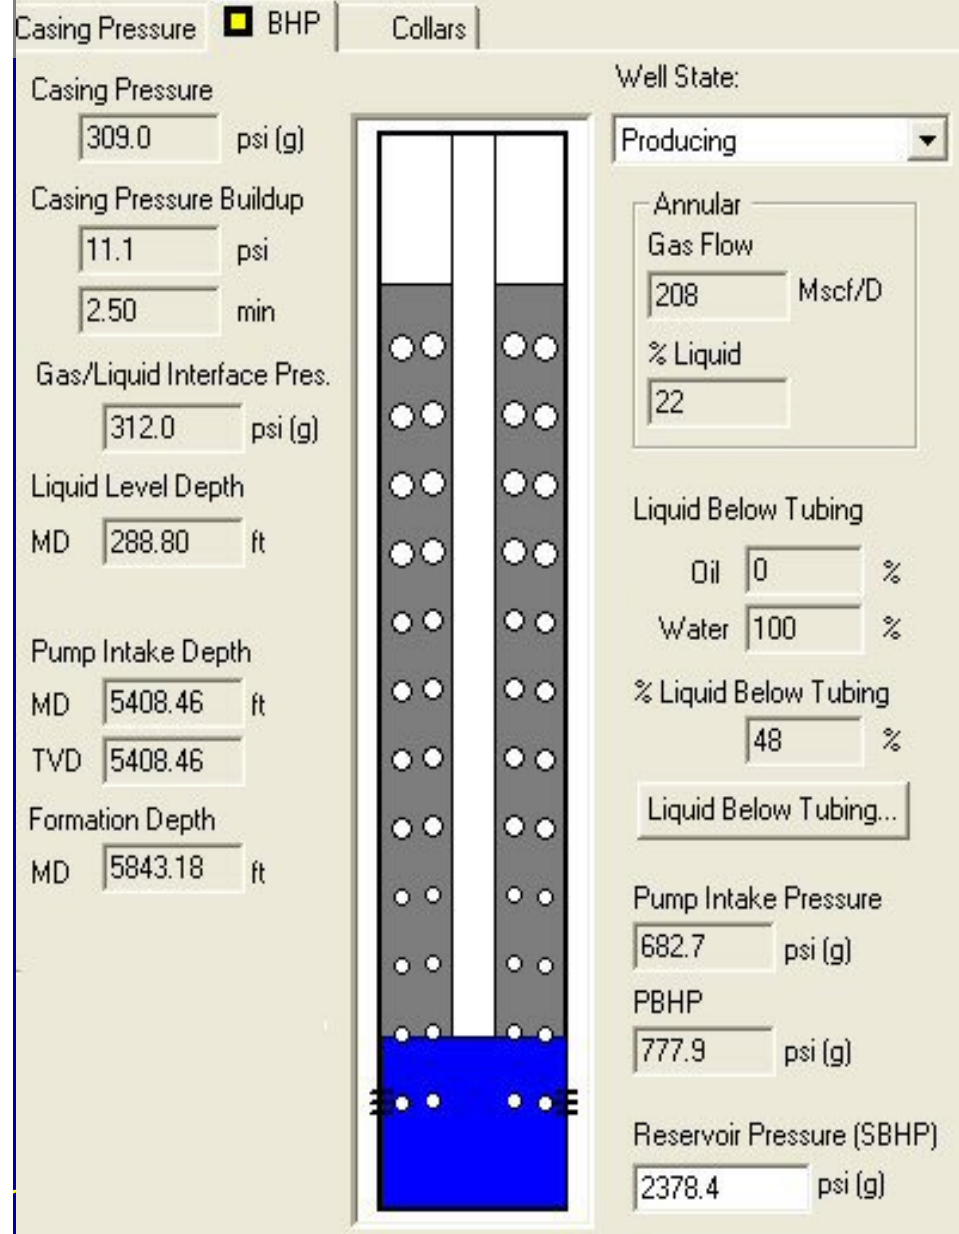 Casing Pressure
BHP
Collars
Casing Pressure
309.0 psi (g)
Casing Pressure Buildup
11.1 psi
2.50 min
Gas/Liquid Interface Pres.
312.0 psi (g)
Liquid Level Depth
MD 288.80 ft
Pump Intake Depth
MD 5408.46 ft
TVD 5408.46
Formation Depth
MD 5843.18 ft
Well State:
Producing
Annular
Gas Flow
208 Mscf/D
% Liquid
22
Liquid Below Tubing
Oil 0 %
Water 100 %
% Liquid Below Tubing
48 %
Liquid Below Tubing...
Pump Intake Pressure
682.7 psi (g)
PBHP
777.9 psi (g)
Reservoir Pressure (SBHP)
2378.4 psi (g)